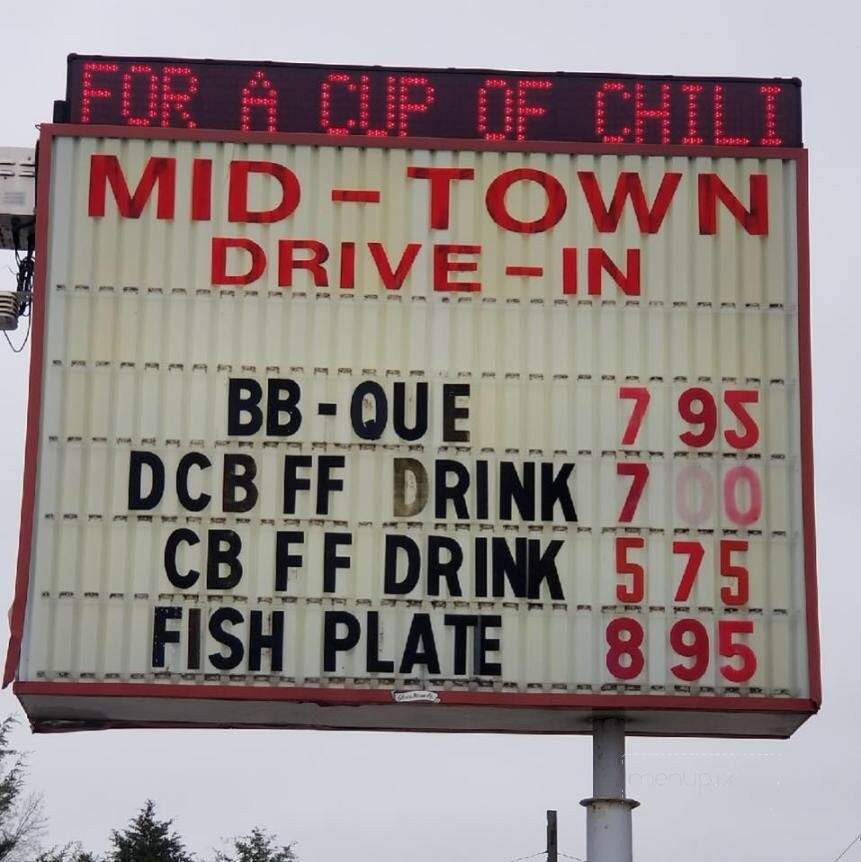 FOR A CUP OF CHILI
MID-TOWN
DRIVE-IN
BB-QUE 7 95
DCB FF DRINK 7 00
CB FF DRINK 5 75
FISH PLATE 8 95
menupix